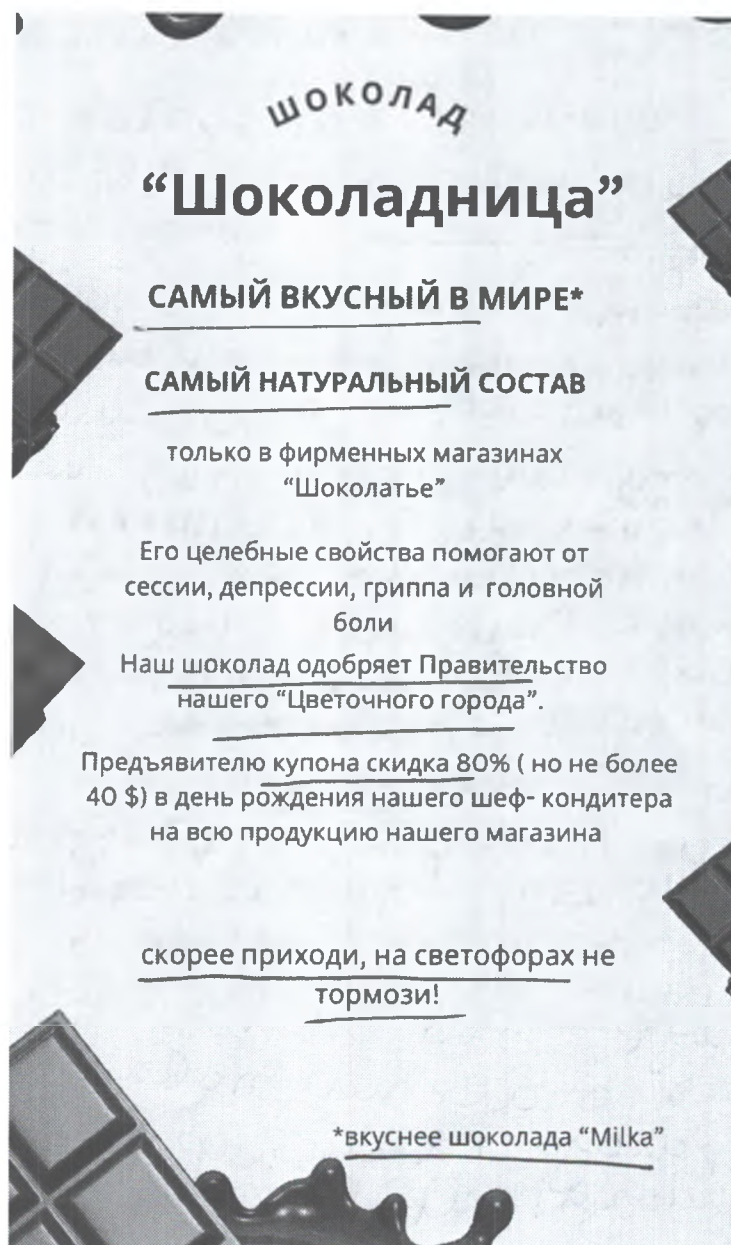 ШОКОЛАД
“Шоколадница”
САМЫЙ ВКУСНЫЙ В МИРЕ*
САМЫЙ НАТУРАЛЬНЫЙ СОСТАВ
только в фирменных магазинах
“Шоколатье”
Его целебные свойства помогают от
сессии, депрессии, гриппа и головной
боли
Наш шоколад одобряет Правительство
нашего “Цветочного города”.
Предъявителю купона скидка 80% ( но не более
40 $) в день рождения нашего шеф- кондитера
на всю продукцию нашего магазина
скорее приходи, на светофорах не
тормози!
*вкуснее шоколада “Milka”